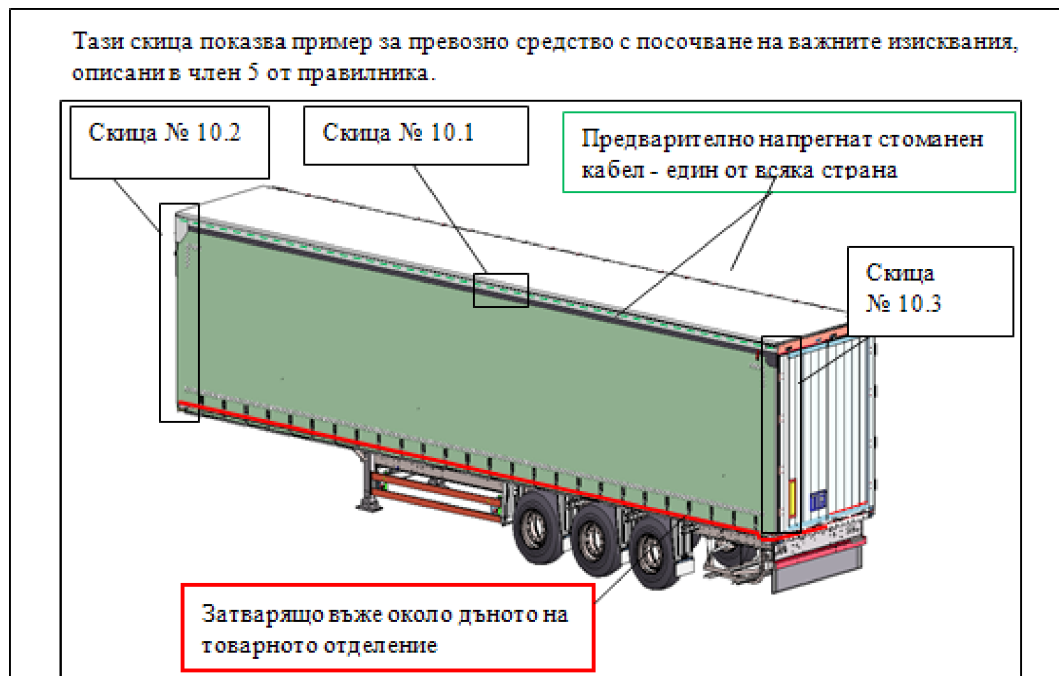 Тази скица показва пример за превозно средство с посочване на важните изисквания,
описани в член 5 от правилника.
Скица № 10.2
Скица № 10.1
Предварително напрегнат стоманен
кабел - един от всяка страна
Скица
№ 10.3
Затварящо въже около дъното на
товарното отделение